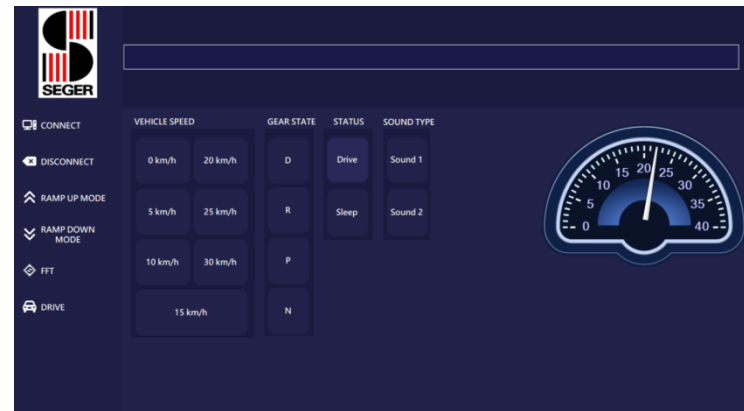 SEGER
CONNECT
DISCONNECT
RAMP UP MODE
RAMP DOWN
MODE
FFT
DRIVE
VEHICLE SPEED GEAR STATE STATUS SOUND TYPE
0 km/h 20 km/h D Drive Sound 1
5 km/h 25 km/h R Sleep Sound 2
10 km/h 30 km/h P
15 km/h N
0 5 10 15 20 25 30 35 40